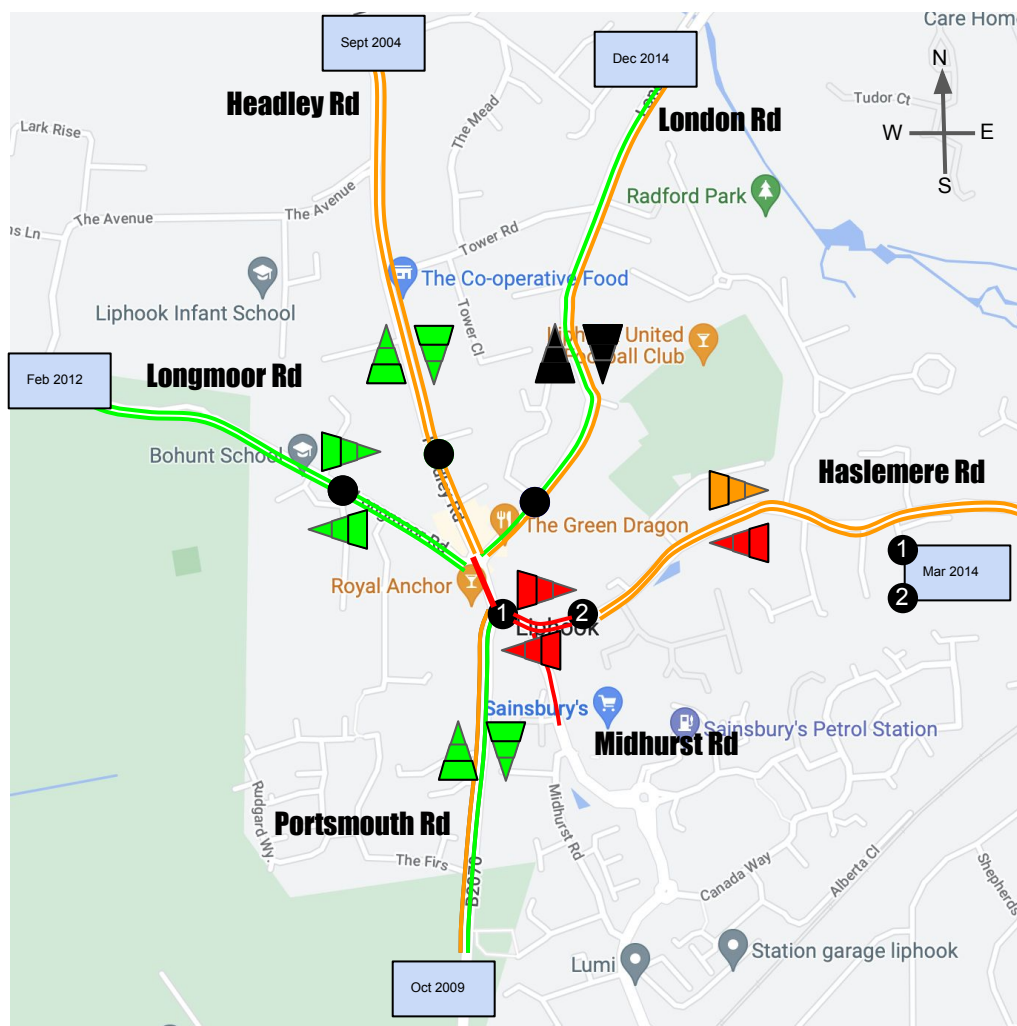 Care Home
Sept 2004
Dec 2014
N
W
E
S
Headley Rd
London Rd
The Mead
Tudor Ct
Lark Rise
The Avenue
The Avenue
Radford Park
Tower Rd
The Co-operative Food
Liphook Infant School
Tower Cl
United
Club
Feb 2012
Longmoor Rd
Haslemere Rd
Bohunt School
Longmoor Rd
The Green Dragon
1
Mar 2014
2
Royal Anchor
1
2
Liphook
Sainsbury's
Sainsbury's Petrol Station
Midhurst Rd
Midhurst Rd
Portsmouth Rd
Rudgard Wy.
The Firs
B2070
Canada Way
Alberta Cl
Shepherds
Station garage liphook
Lumi
Oct 2009